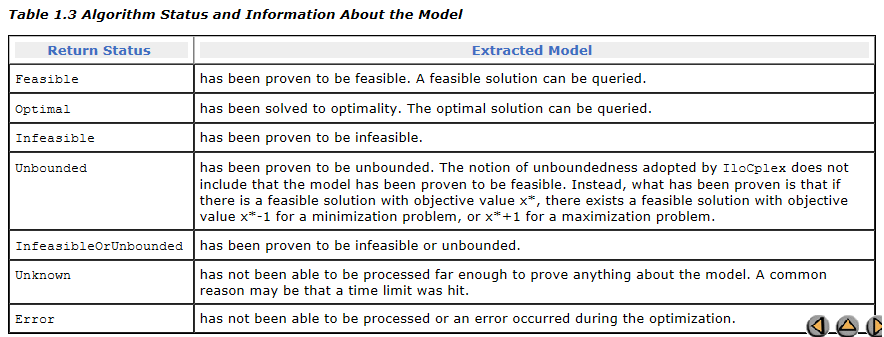 Table 1.3 Algorithm Status and Information About the Model
Return Status Extracted Model
Feasible has been proven to be feasible. A feasible solution can be queried.
Optimal has been solved to optimality. The optimal solution can be queried.
Infeasible has been proven to be infeasible.
Unbounded has been proven to be unbounded. The notion of unboundedness adopted by IloCplex does not
include that the model has been proven to be feasible. Instead, what has been proven is that if
there is a feasible solution with objective value x*, there exists a feasible solution with objective
value x*-1 for a minimization problem, or x*+1 for a maximization problem.
InfeasibleOrUnbounded has been proven to be infeasible or unbounded.
Unknown has not been able to be processed far enough to prove anything about the model. A common
reason may be that a time limit was hit.
Error has not been able to be processed or an error occurred during the optimization.